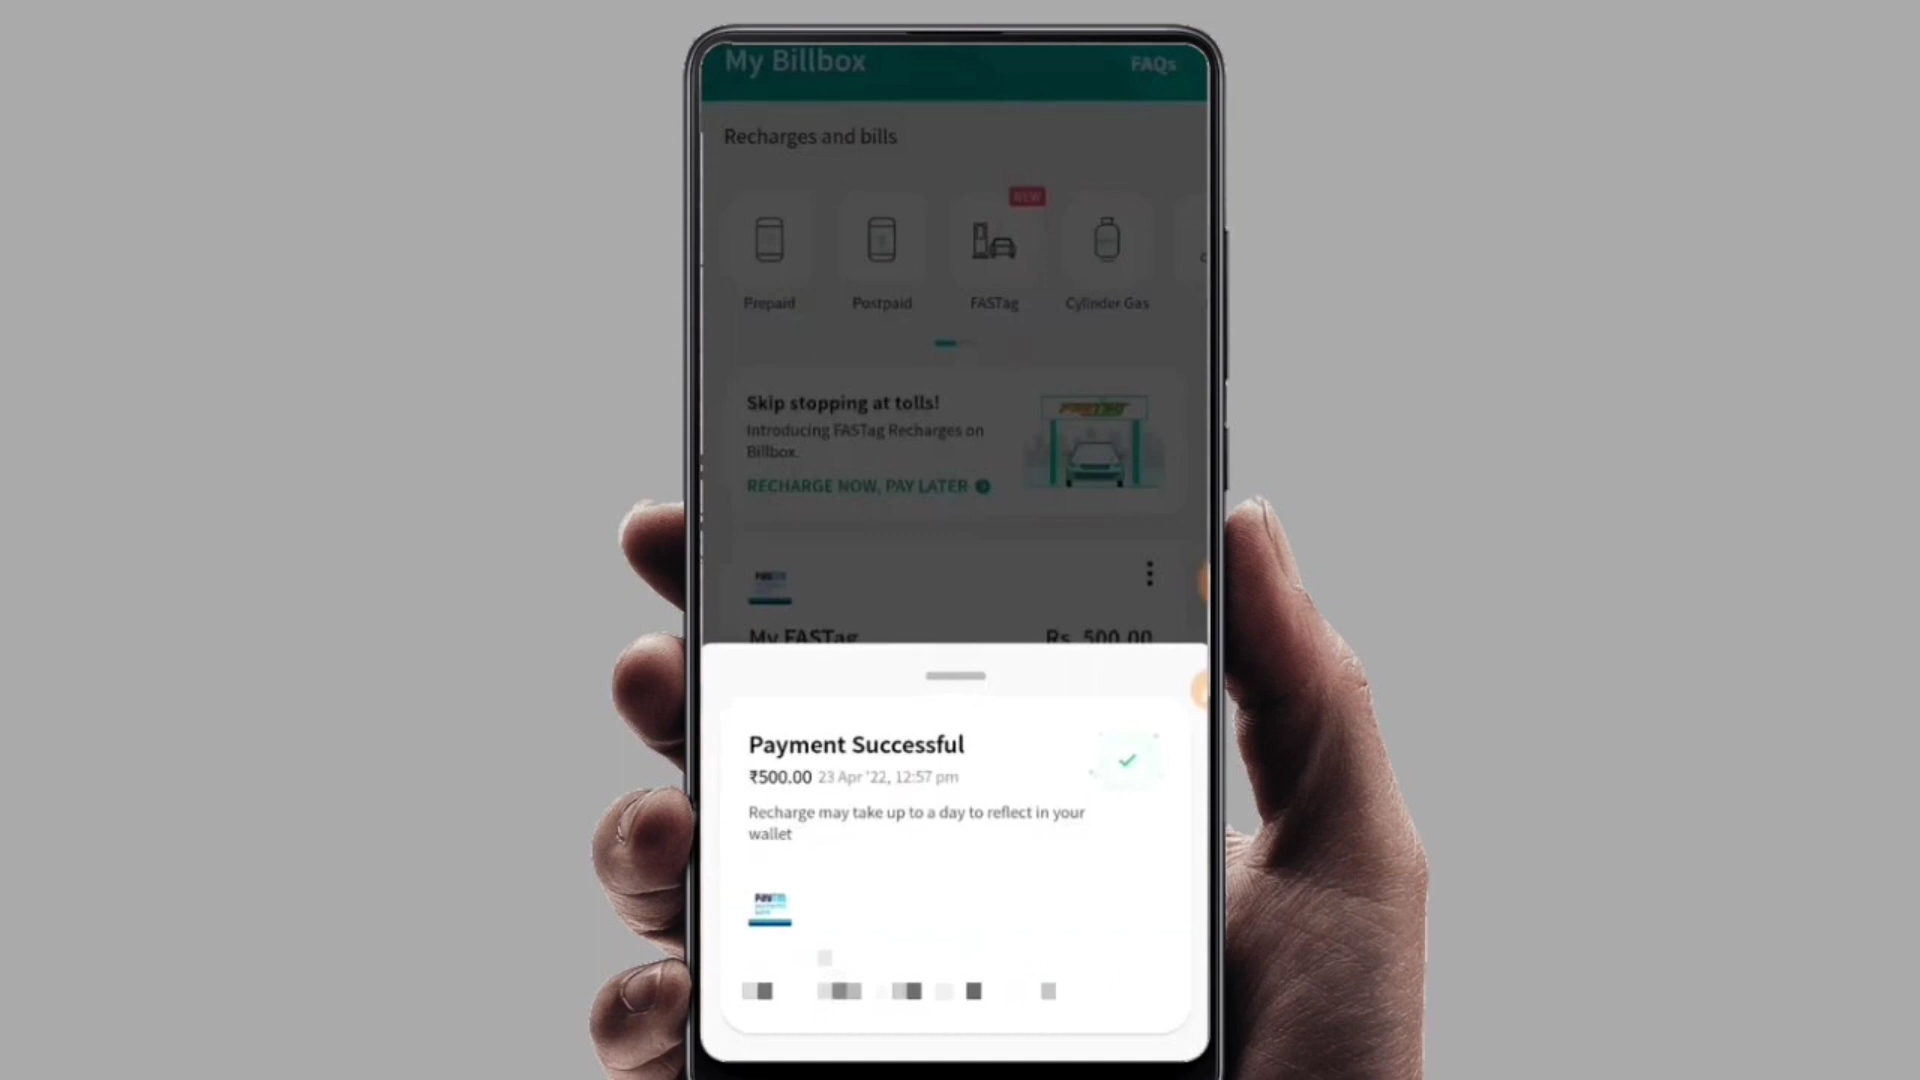 My Billbox
FAQs
Recharges and bills
NEW
Prepaid
Postpaid
FASTag
Cylinder Gas
Skip stopping at tolls!
Introducing FASTag Recharges on
Billbox.
RECHARGE NOW, PAY LATER
My FASTag
Rs. 500.00
Payment Successful
₹500.00 23 Apr '22, 12:57 pm
Recharge may take up to a day to reflect in your
wallet